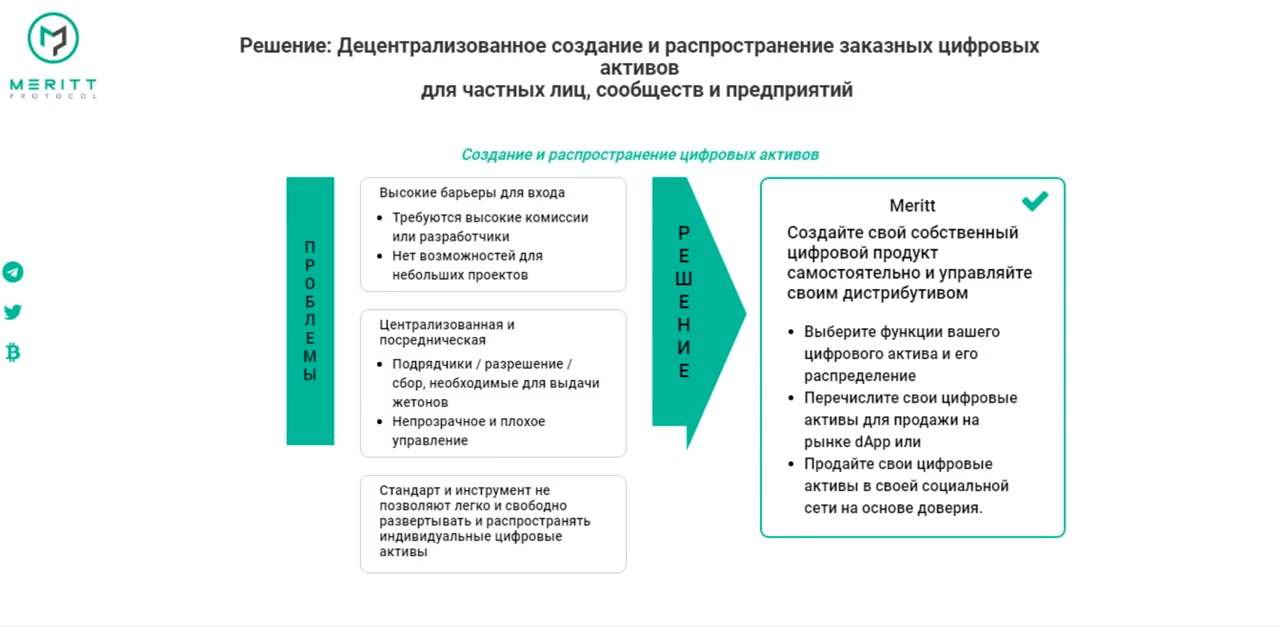 MERITT
PROTOCOL
Решение: Децентрализованное создание и распространение заказных цифровых
активов
для частных лиц, сообществ и предприятий
Создание и распространение цифровых активов
ПРОБЛЕМЫ
Высокие барьеры для входа
• Требуются высокие комиссии
или разработчики
• Нет возможностей для
небольших проектов
Централизованная и
посредническая
• Подрядчики / разрешение /
сбор, необходимые для выдачи
жетонов
• Непрозрачное и плохое
управление
Стандарт и инструмент не
позволяют легко и свободно
развертывать и распространять
индивидуальные цифровые
активы
РЕШЕНИЕ
Meritt
Создайте свой собственный
цифровой продукт
самостоятельно и управляйте
своим дистрибутивом
• Выберите функции вашего
цифрового актива и его
распределение
• Перечислите свои цифровые
активы для продажи на
рынке dApp или
• Продайте свои цифровые
активы в своей социальной
сети на основе доверия.